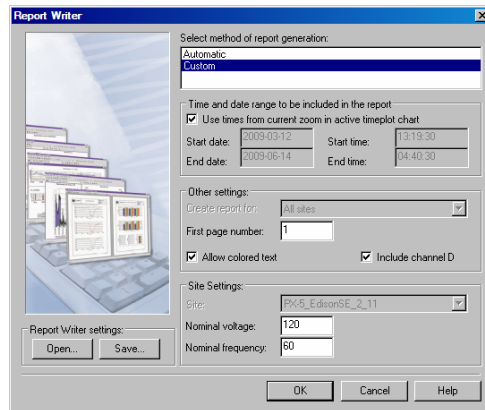 Report Writer
Select method of report generation:
Automatic
Custom
Time and date range to be included in the report
Use times from current zoom in active timeplot chart
Start date: 2009-03-12 Start time: 13:19:30
End date: 2009-06-14 End time: 04:40:30
Other settings:
Create report for: All sites
First page number: 1
Allow colored text Include channel D
Site Settings:
Site: PX-5_EdisonSE_2_11
Nominal voltage: 120
Nominal frequency: 60
Report Writer settings:
Open... Save...
OK Cancel Help